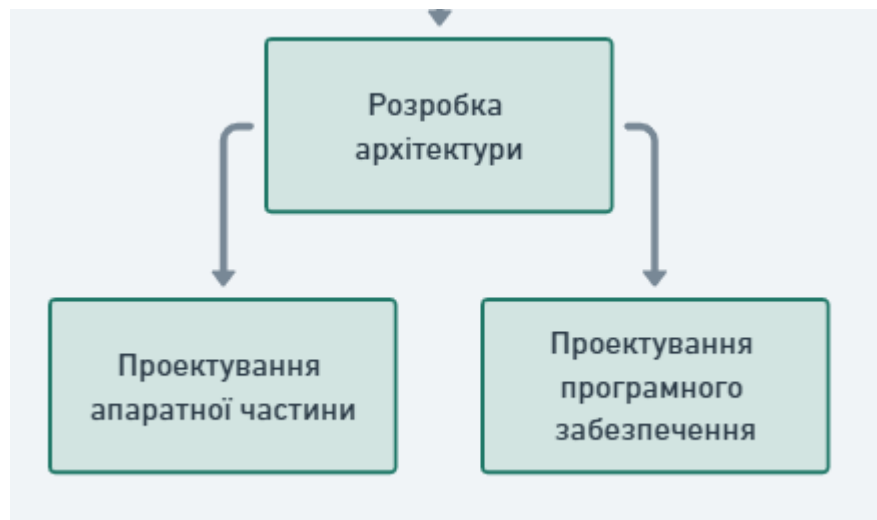 Розробка
архітектури
Проектування
апаратної частини
Проектування
програмного
забезпечення